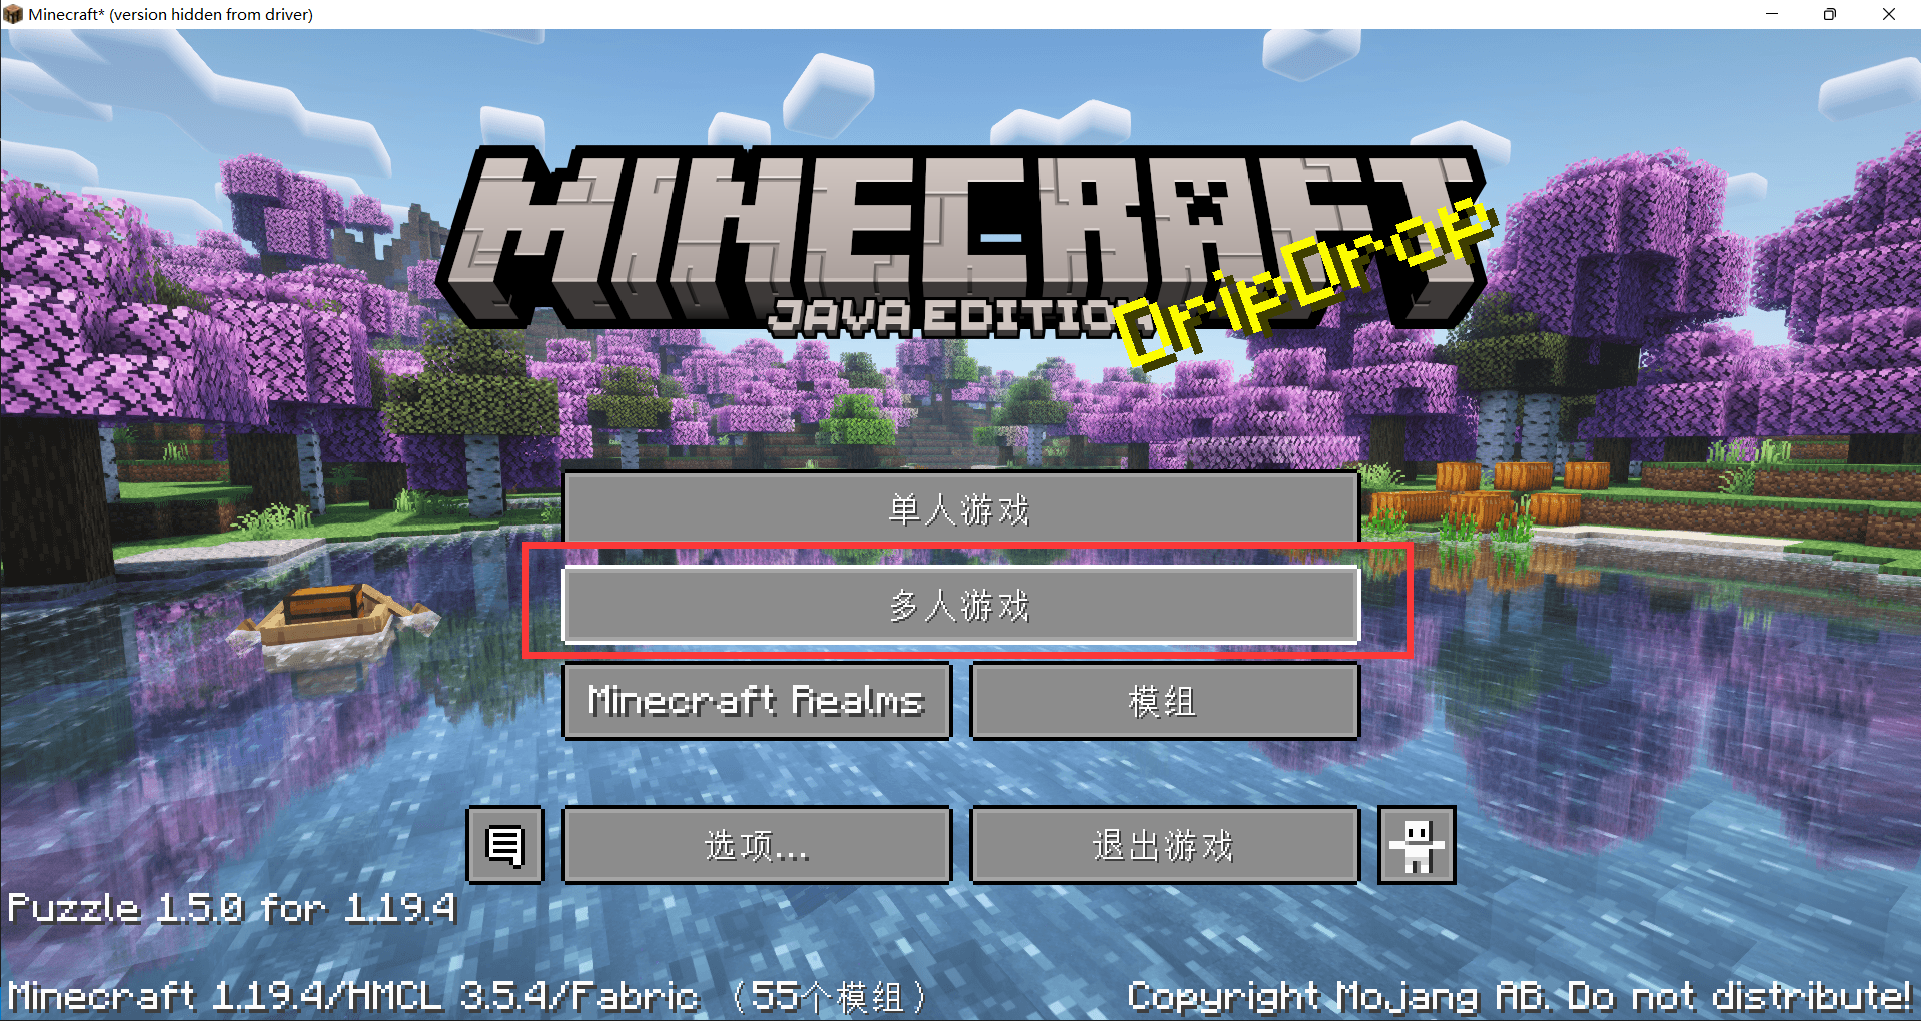 Minecraft* (version hidden from driver)
MINECRAFT
JAVA EDITION
DripDrop
单人游戏
多人游戏
Minecraft Realms
模组
选项...
退出游戏
Puzzle 1.5.0 for 1.19.4
Minecraft 1.19.4/HMCL 3.5.4/Fabric （55个模组）
Copyright Mojang AB. Do not distribute!